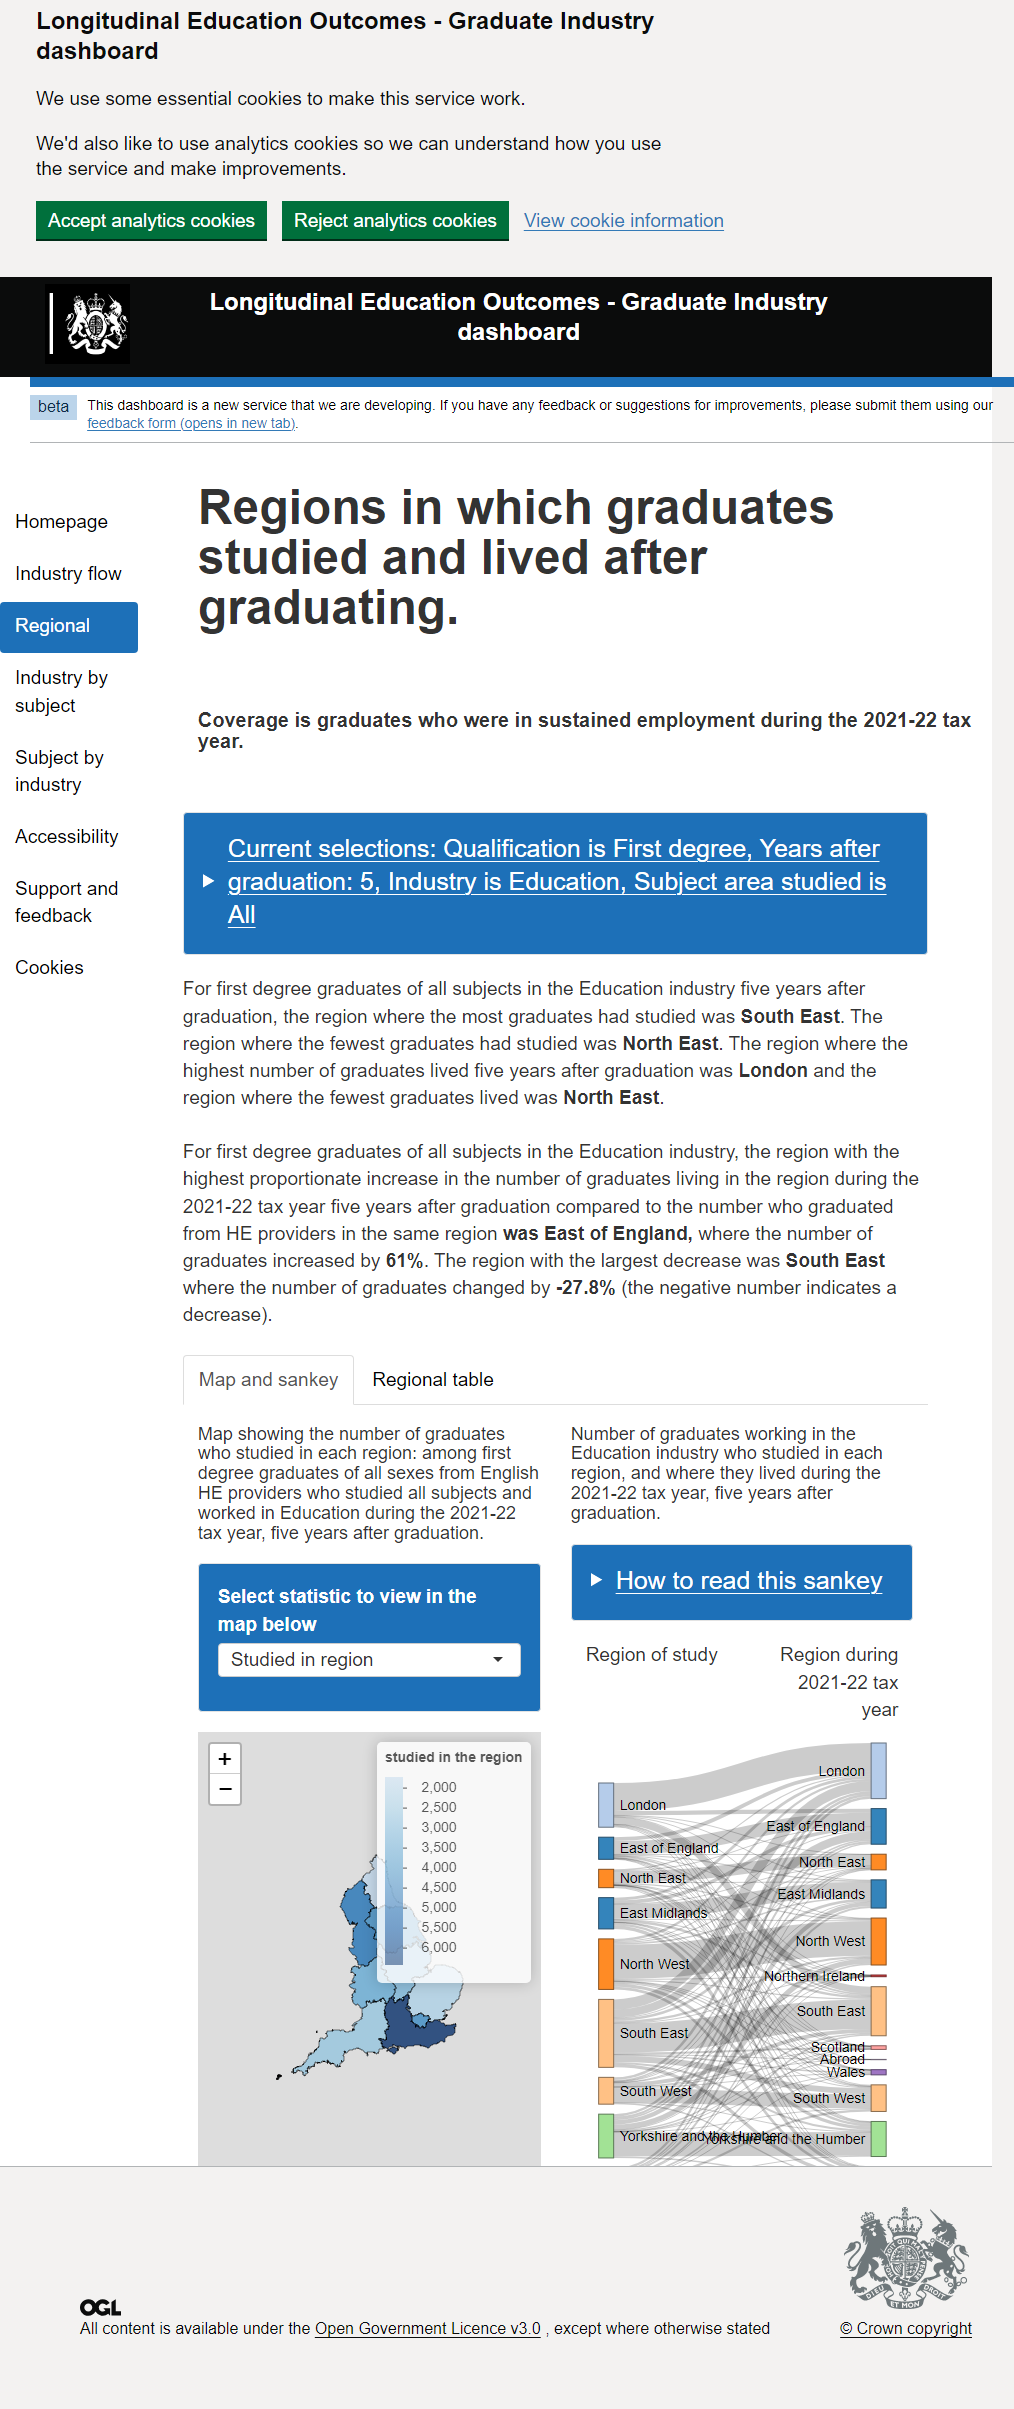 Longitudinal Education Outcomes - Graduate Industry
dashboard
We use some essential cookies to make this service work.
We'd also like to use analytics cookies so we can understand how you use
the service and make improvements.
Accept analytics cookies
Reject analytics cookies
View cookie information
Longitudinal Education Outcomes - Graduate Industry
dashboard
beta
This dashboard is a new service that we are developing. If you have any feedback or suggestions for improvements, please submit them using our
feedback form (opens in new tab).
Homepage
Industry flow
Regional
Industry by
subject
Subject by
industry
Accessibility
Support and
feedback
Cookies
Regions in which graduates
studied and lived after
graduating.
Coverage is graduates who were in sustained employment during the 2021-22 tax
year.
Current selections: Qualification is First degree, Years after
graduation: 5, Industry is Education, Subject area studied is
All
For first degree graduates of all subjects in the Education industry five years after
graduation, the region where the most graduates had studied was South East. The
region where the fewest graduates had studied was North East. The region where the
highest number of graduates lived five years after graduation was London and the
region where the fewest graduates lived was North East.
For first degree graduates of all subjects in the Education industry, the region with the
highest proportionate increase in the number of graduates living in the region during the
2021-22 tax year five years after graduation compared to the number who graduated
from HE providers in the same region was East of England, where the number of
graduates increased by 61%. The region with the largest decrease was South East
where the number of graduates changed by -27.8% (the negative number indicates a
decrease).
Map and sankey
Regional table
Map showing the number of graduates
who studied in each region: among first
degree graduates of all sexes from English
HE providers who studied all subjects and
worked in Education during the 2021-22
tax year, five years after graduation.
Select statistic to view in the
map below
Studied in region
+
−
studied in the region
2,000
2,500
3,000
3,500
4,000
4,500
5,000
5,500
6,000
Number of graduates working in the
Education industry who studied in each
region, and where they lived during the
2021-22 tax year, five years after
graduation.
How to read this sankey
Region of study
Region during
2021-22 tax
year
London
East of England
North East
East Midlands
North West
South East
South West
Yorkshire and the Humber
London
East of England
North East
East Midlands
North West
Northern Ireland
South East
Scotland
Abroad
Wales
South West
Yorkshire and the Humber
OGL
All content is available under the Open Government Licence v3.0 , except where otherwise stated
© Crown copyright